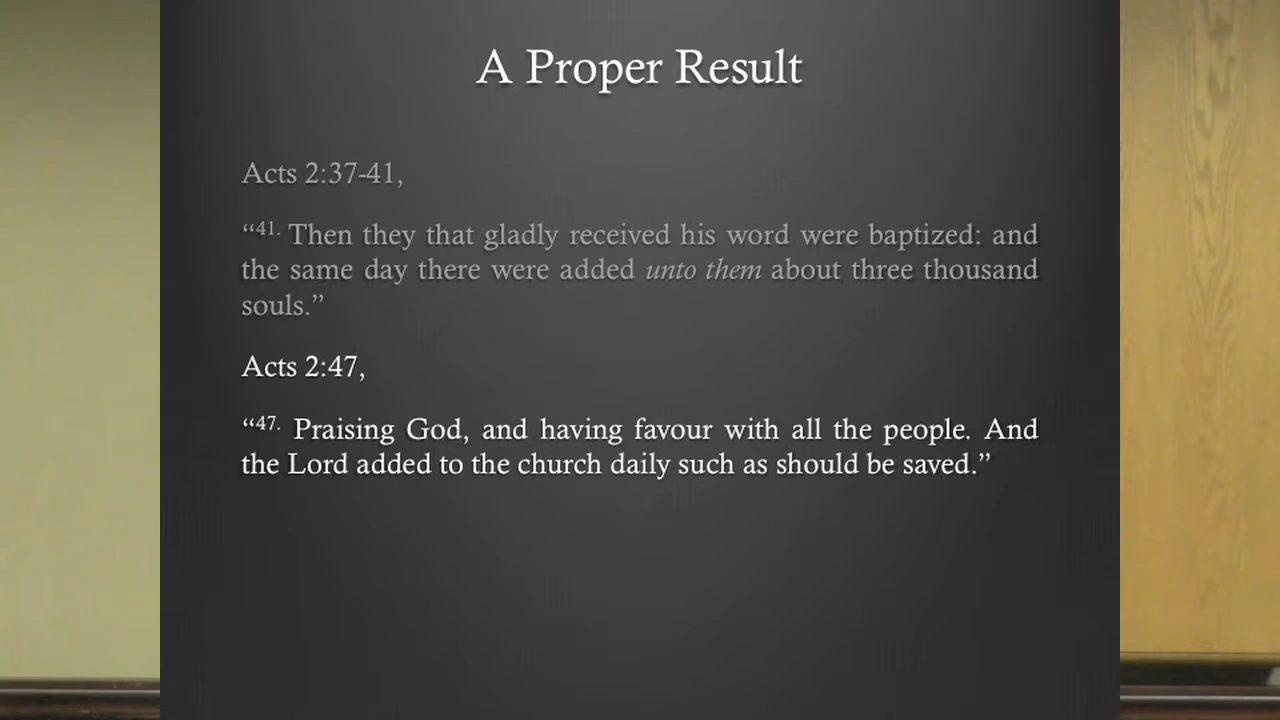 A Proper Result
Acts 2:37-41,
“41. Then they that gladly received his word were baptized: and
the same day there were added unto them about three thousand
souls.”
Acts 2:47,
“47. Praising God, and having favour with all the people. And
the Lord added to the church daily such as should be saved.”